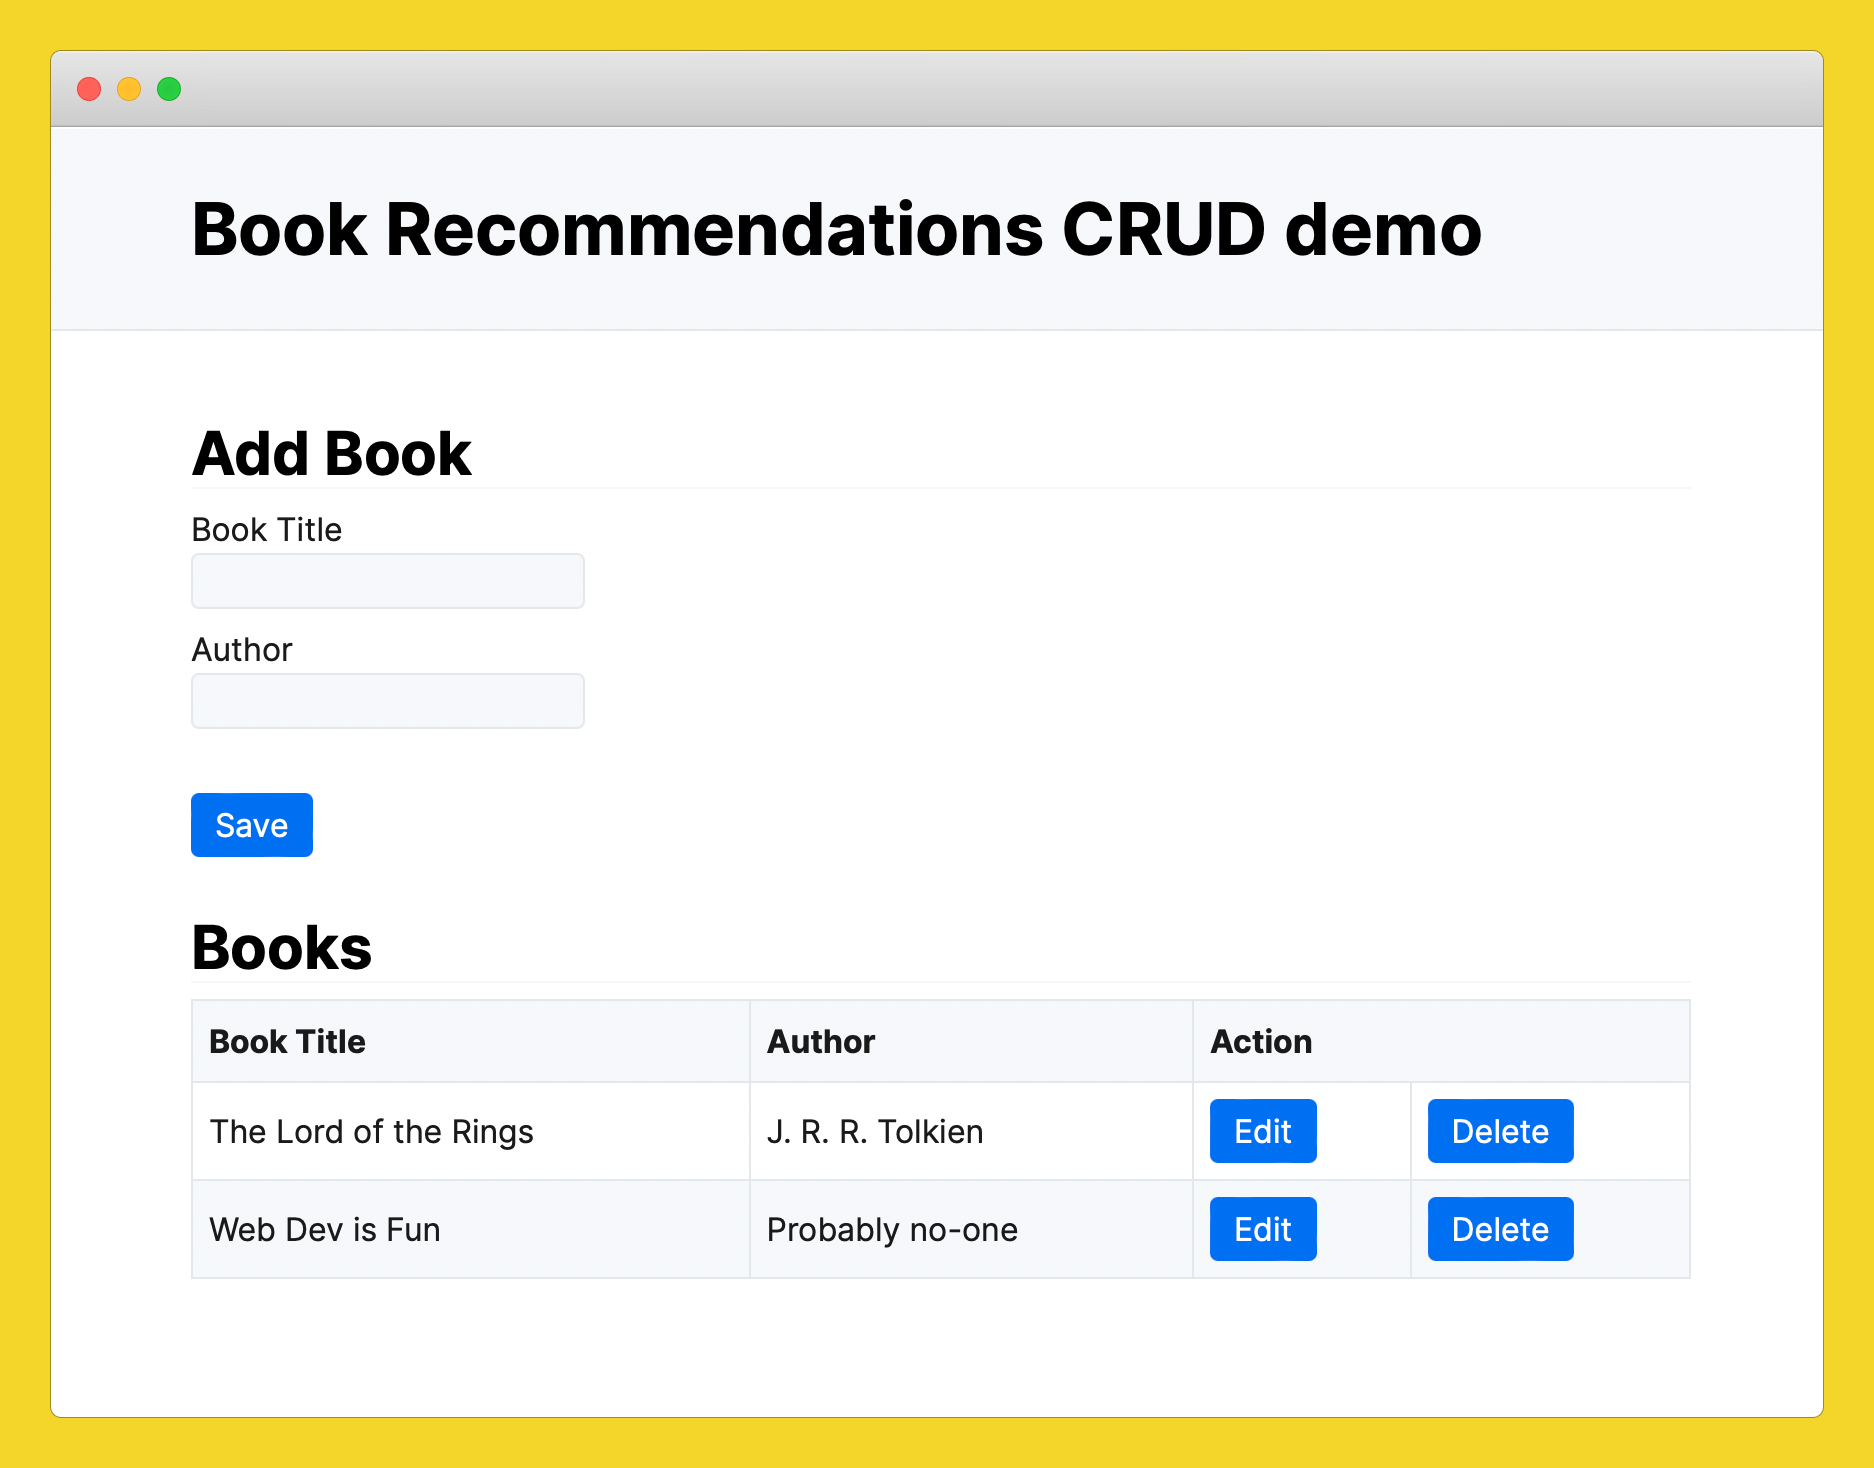 Book Recommendations CRUD demo
Add Book
Book Title
Author
Save
Books
Book Title Author Action
The Lord of the Rings J. R. R. Tolkien Edit Delete
Web Dev is Fun Probably no-one Edit Delete